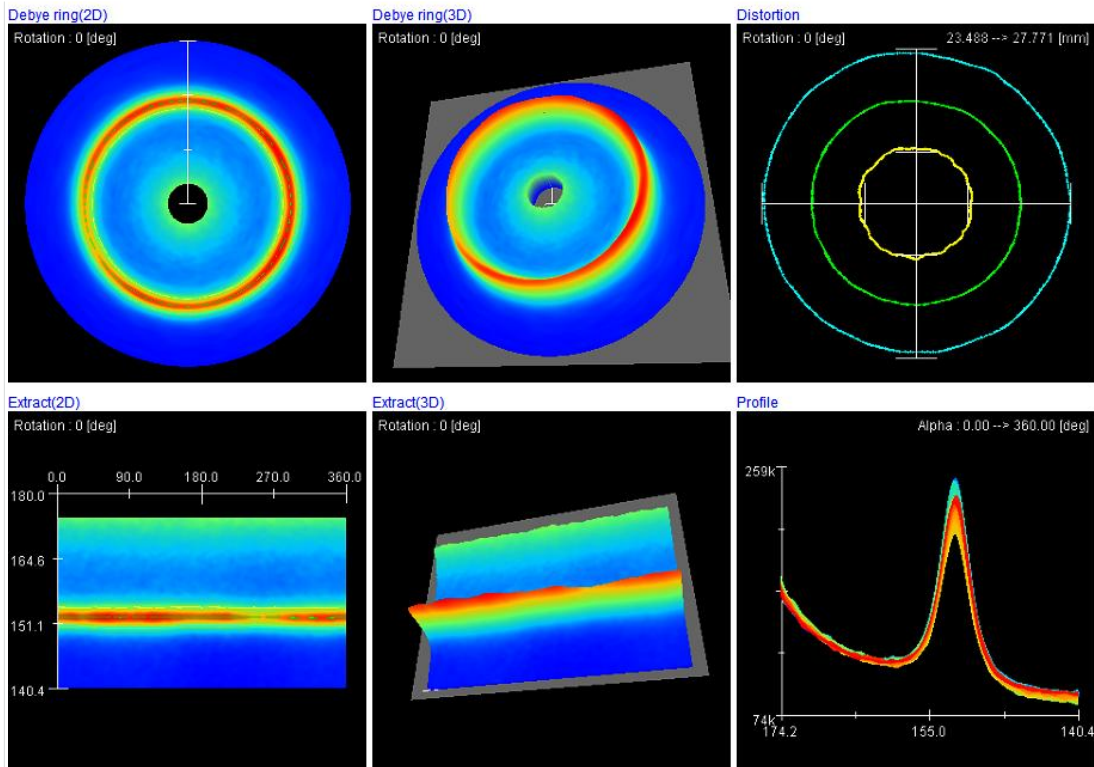 Debye ring(2D)
Rotation : 0 [deg]
Debye ring(3D)
Rotation : 0 [deg]
Distortion
Rotation : 0 [deg]
23.488 --> 27.771 [mm]
Extract(2D)
Rotation : 0 [deg]
0.0 90.0 180.0 270.0 360.0
180.0
164.6
151.1
140.4
Extract(3D)
Rotation : 0 [deg]
Profile
Alpha : 0.00 --> 360.00 [deg]
259k
74k
174.2 155.0 140.4